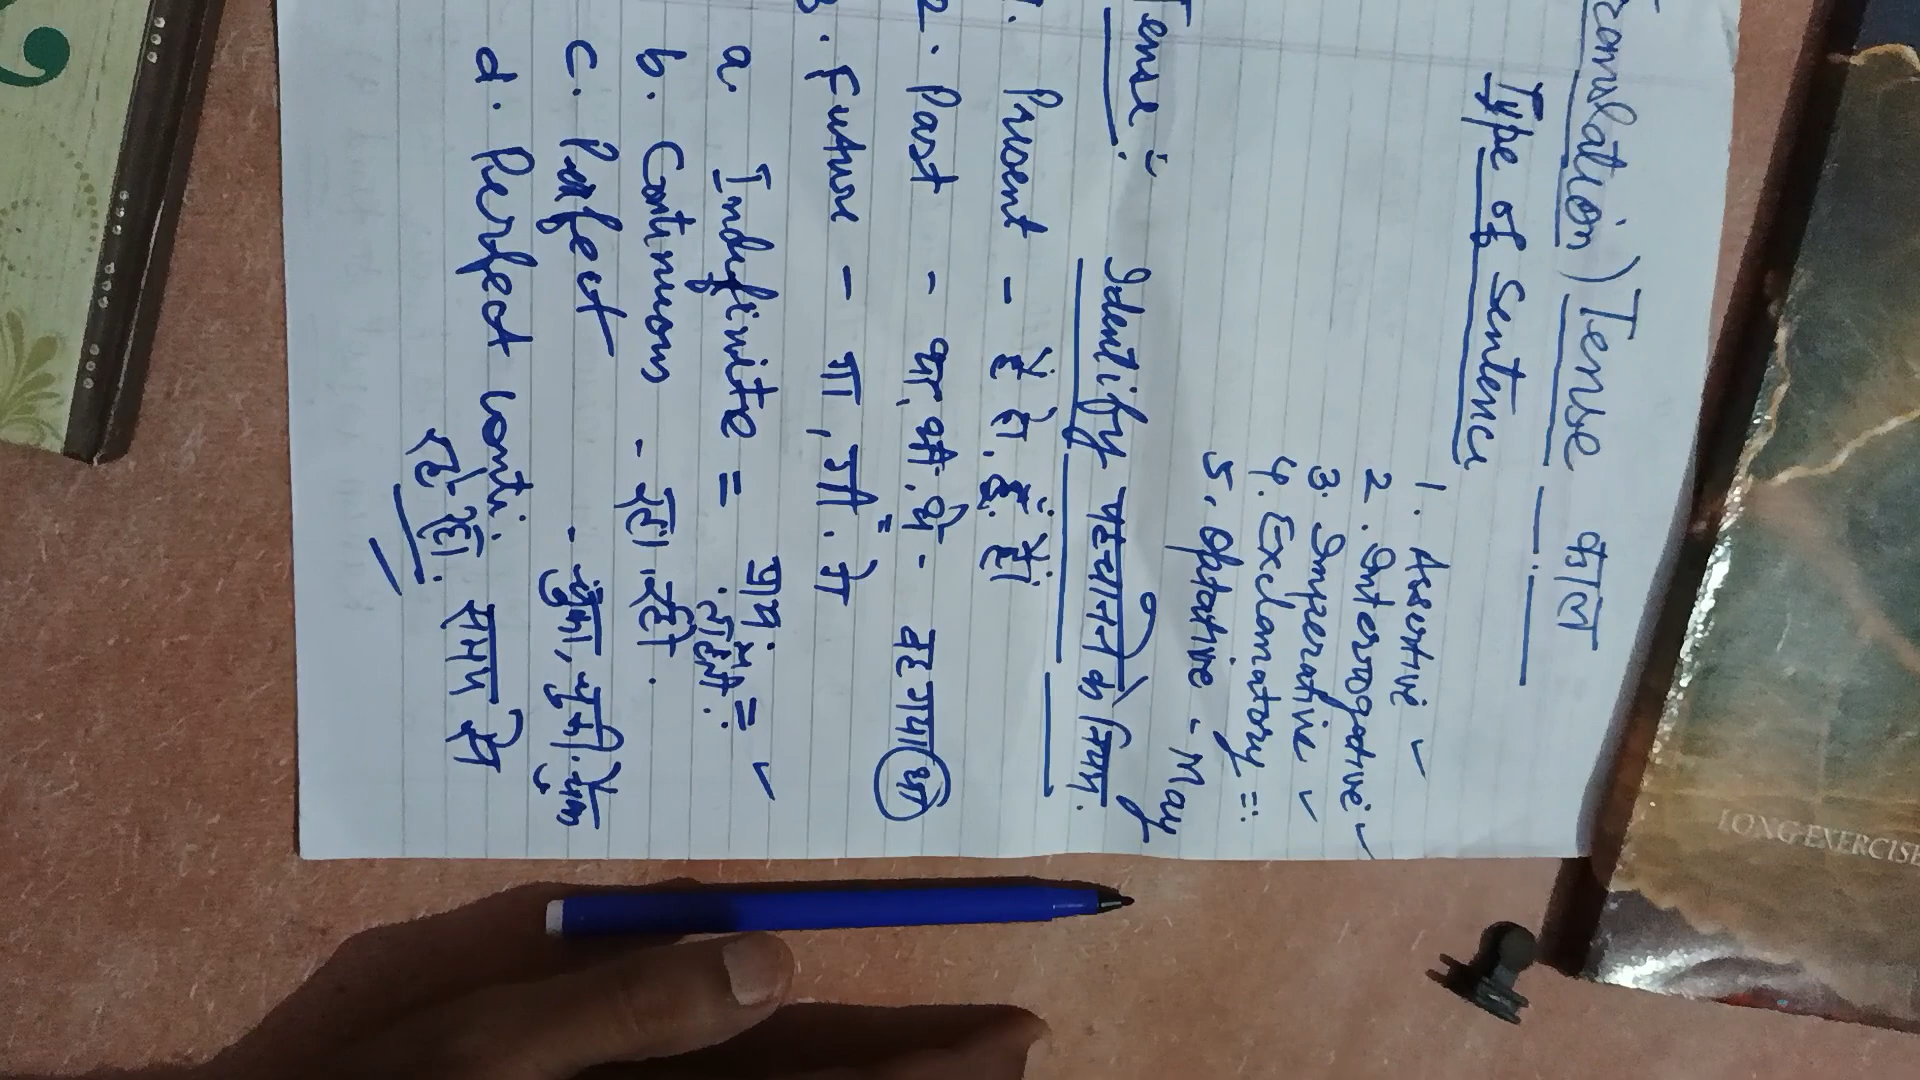 Translation) Tense काल
Type of Sentence
1. Assertive ✓
2. Interrogative ✓
3. Imperative ✓
4. Exclamatory =:
5. Optative - May
Tense :- Identify पहचानने के नियम.
1. Present - है, हो, हूँ, हैं
2. Past - था, थी, थे - वह गया था
3. Future - गा, गी, गे
a. Indefinite =
b. Continuous - रहा, रही.
c. Perfect - चुका, चुकी, चुके
d. Perfect conti. समय से
रहे, रहा.
LONG EXERCISE